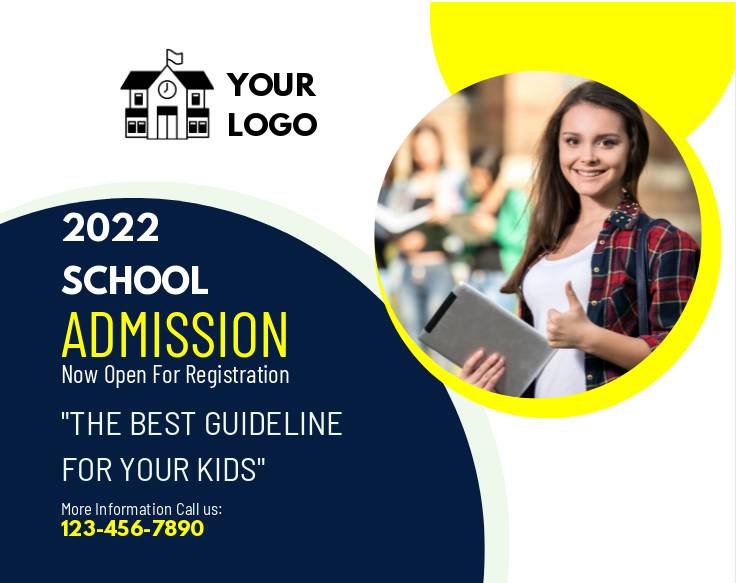 YOUR
LOGO
2022
SCHOOL
ADMISSION
Now Open For Registration
"THE BEST GUIDELINE
FOR YOUR KIDS"
More Information Call us:
123-456-7890